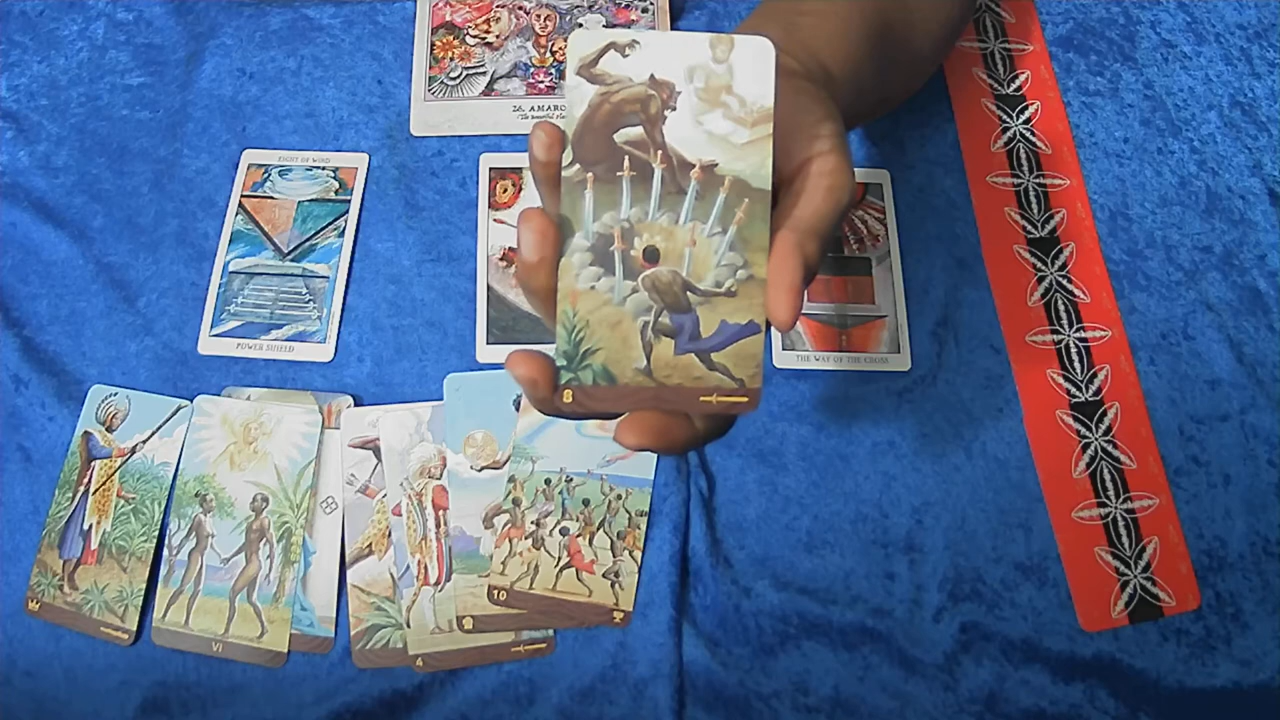 26. AMARO
EIGHT OF WIND
POWER SHIELD
THE WAY OF THE CROSS
8
VI
4
10